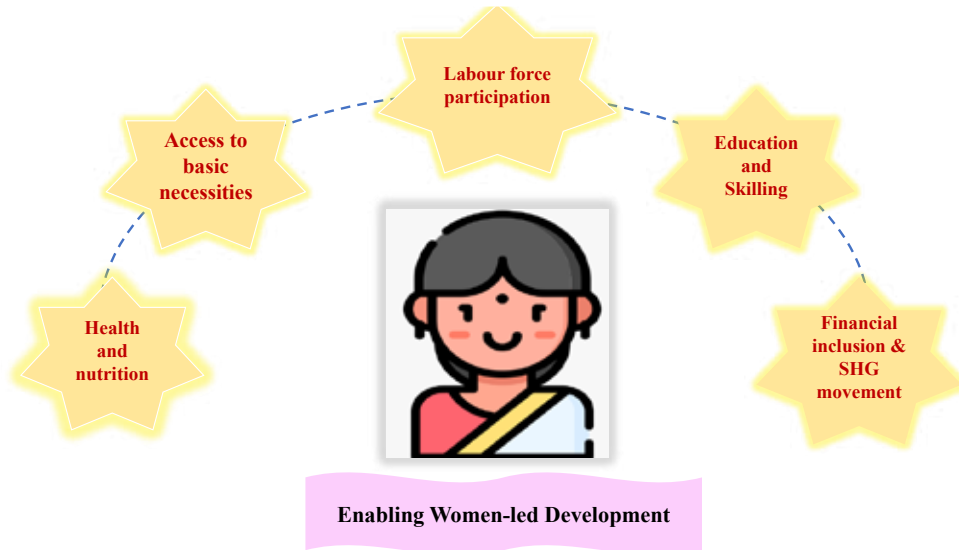 Labour force
participation
Access to
basic
necessities
Education
and
Skilling
Health
and
nutrition
Financial
inclusion &
SHG
movement
Enabling Women-led Development